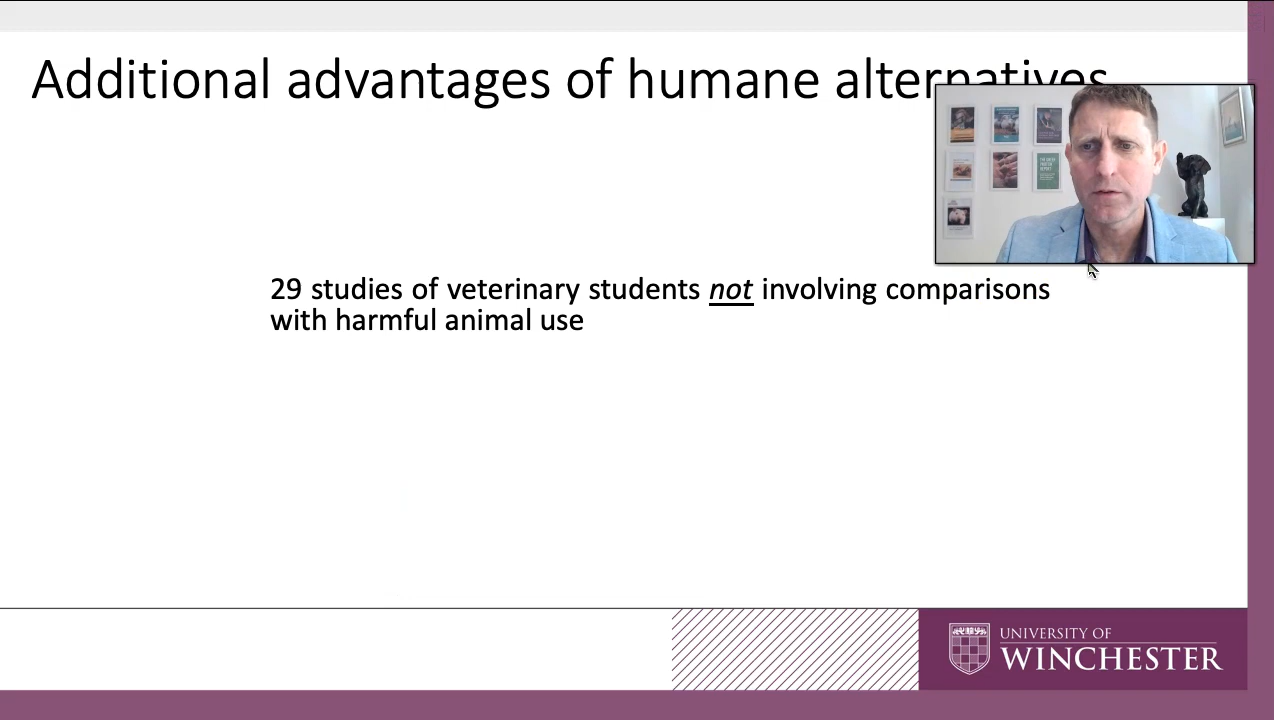 Additional advantages of humane alternatives
29 studies of veterinary students not involving comparisons
with harmful animal use
UNIVERSITY OF
WINCHESTER